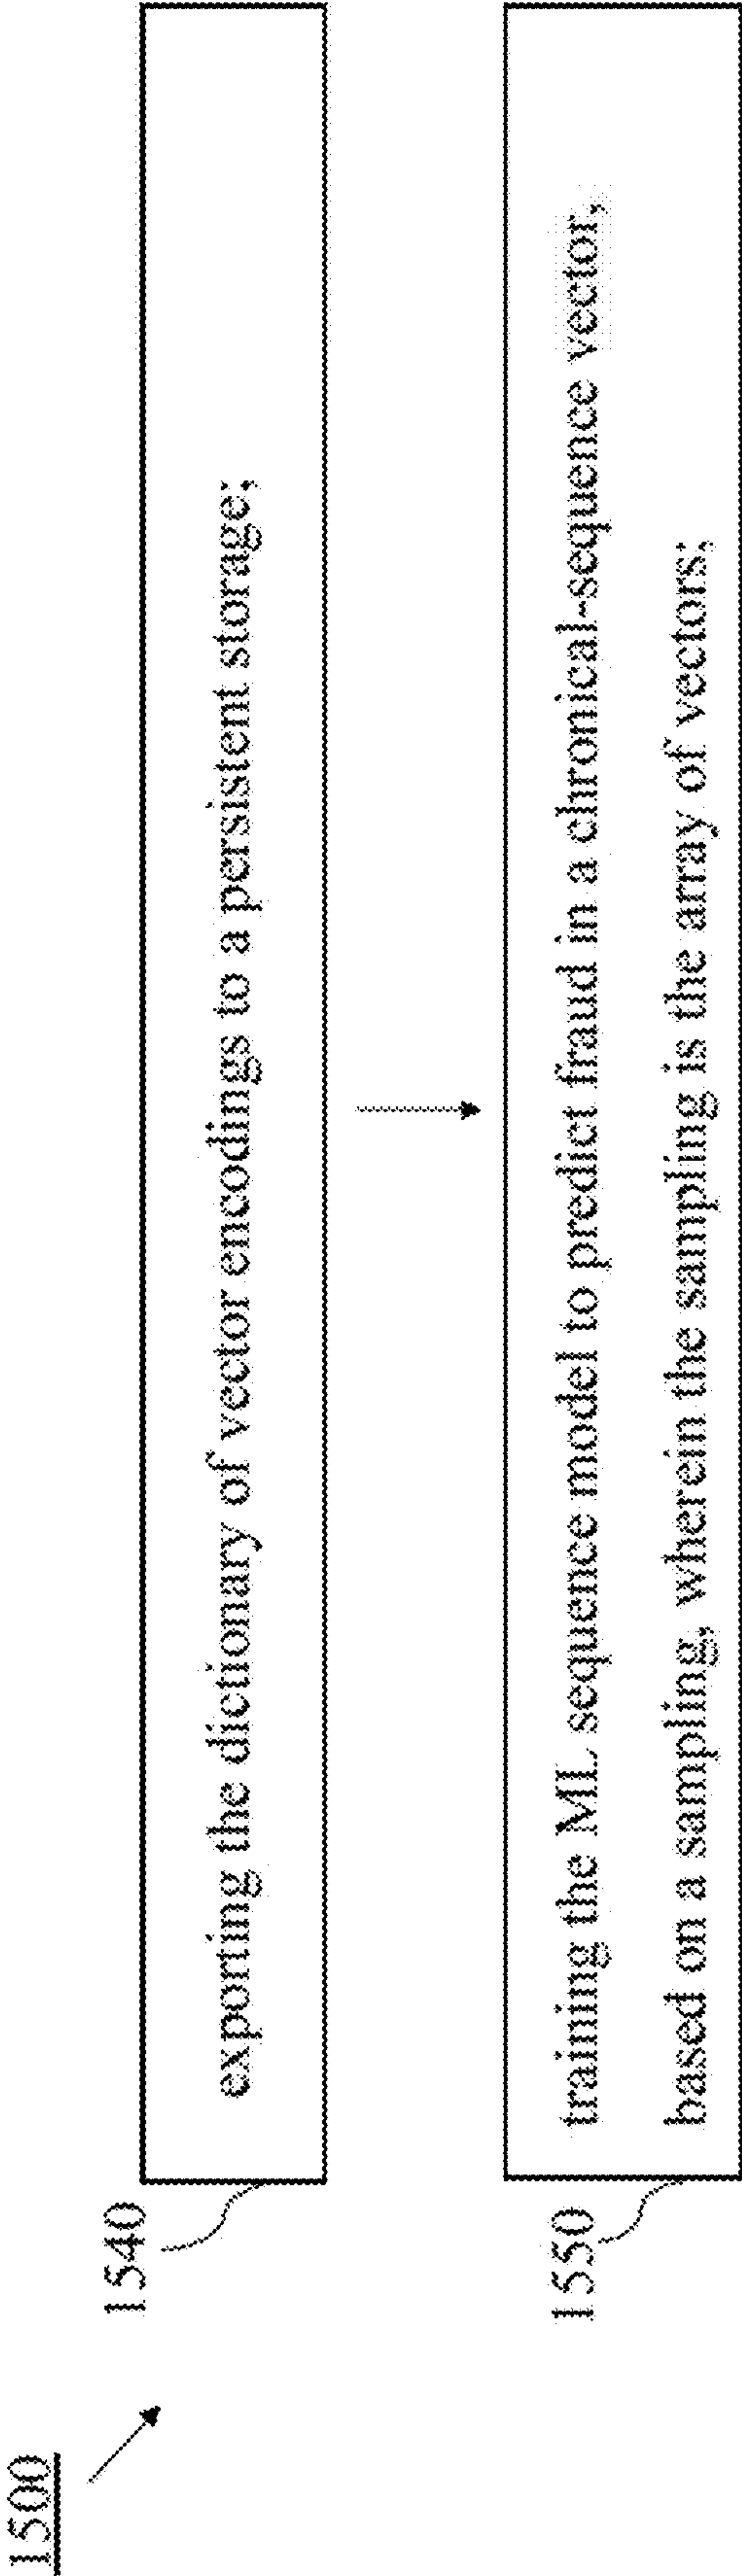 1500
1540
exporting the dictionary of vector encodings to a persistent storage;
1550
training the ML sequence model to predict fraud in a chronical-sequence vector,
based on a sampling, wherein the sampling is the array of vectors;